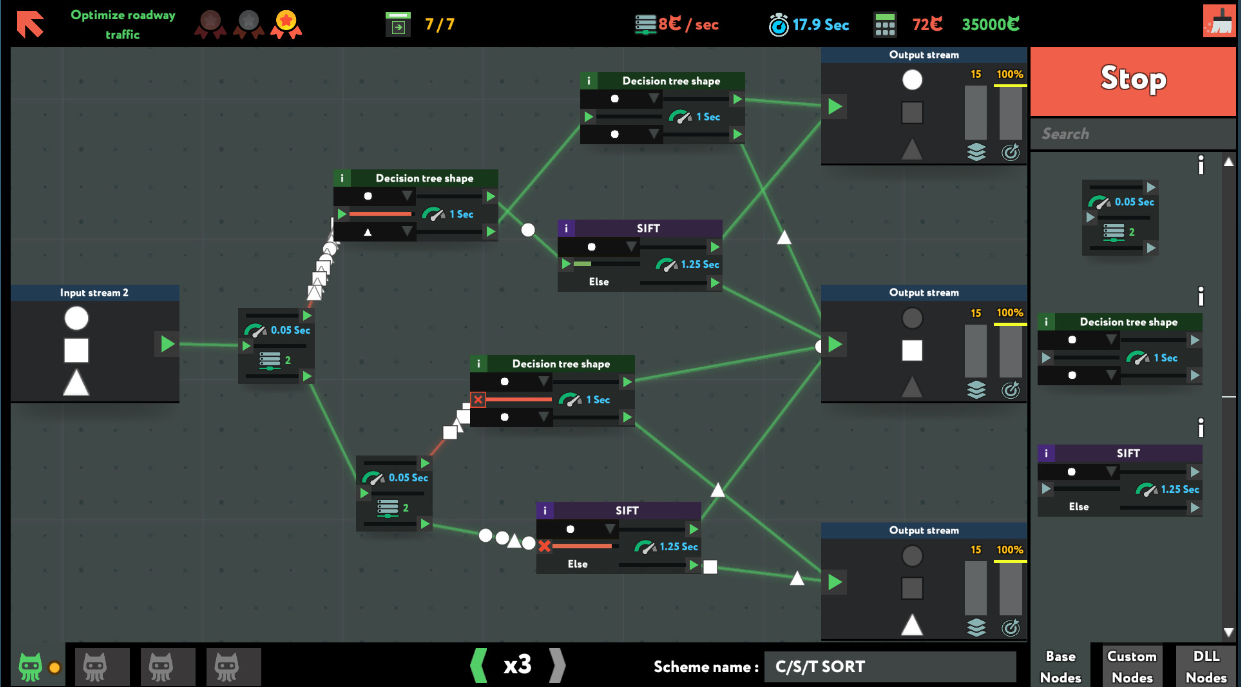 Optimize roadway
traffic
7/7
8€ / sec
17.9 Sec
72€
35000€
Stop
Search
Output stream
15
100%
Decision tree shape
1 Sec
Decision tree shape
1 Sec
SIFT
1.25 Sec
Else
Input stream 2
0.05 Sec
2
Output stream
15
100%
Decision tree shape
1 Sec
0.05 Sec
2
SIFT
1.25 Sec
Else
Output stream
15
100%
i
0.05 Sec
2
i
Decision tree shape
1 Sec
i
SIFT
1.25 Sec
Else
x3
Scheme name :
C/S/T SORT
Base
Nodes
Custom
Nodes
DLL
Nodes